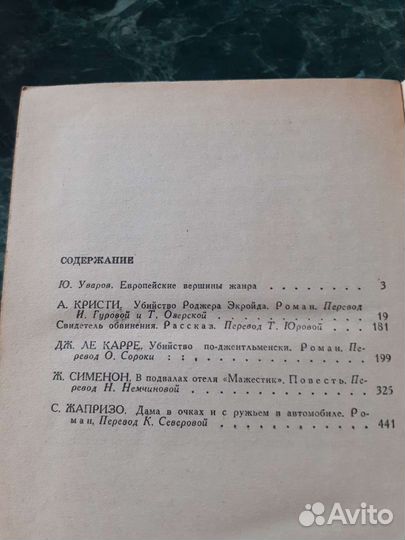 СОДЕРЖАНИЕ
Ю. Уваров. Европейские вершины жанра . . . . . . . 3
А. КРИСТИ, Убийство Роджера Экройда. Роман. Перевод
И. Гуровой и Т. Озерской . . . . . . . . . . 19
Свидетель обвинения. Рассказ. Перевод Т. Юровой) . . . 181
ДЖ. ЛЕ КАРРЕ. Убийство по-джентльменски. Роман. Пе-
ревод О. Сороки : ; : . . . . . . . . . 199
Ж. СИМЕНОН. В подвалах отеля «Мажестик». Повесть. Пе-
ревод Н. Немчиновой . . . . . . . . . . 325
С. ЖАПРИЗО. Дама в очках и с ружьем в автомобиле. Ро-
ман, Перевод К. Северовой . . . . . . . . . 441
Avito